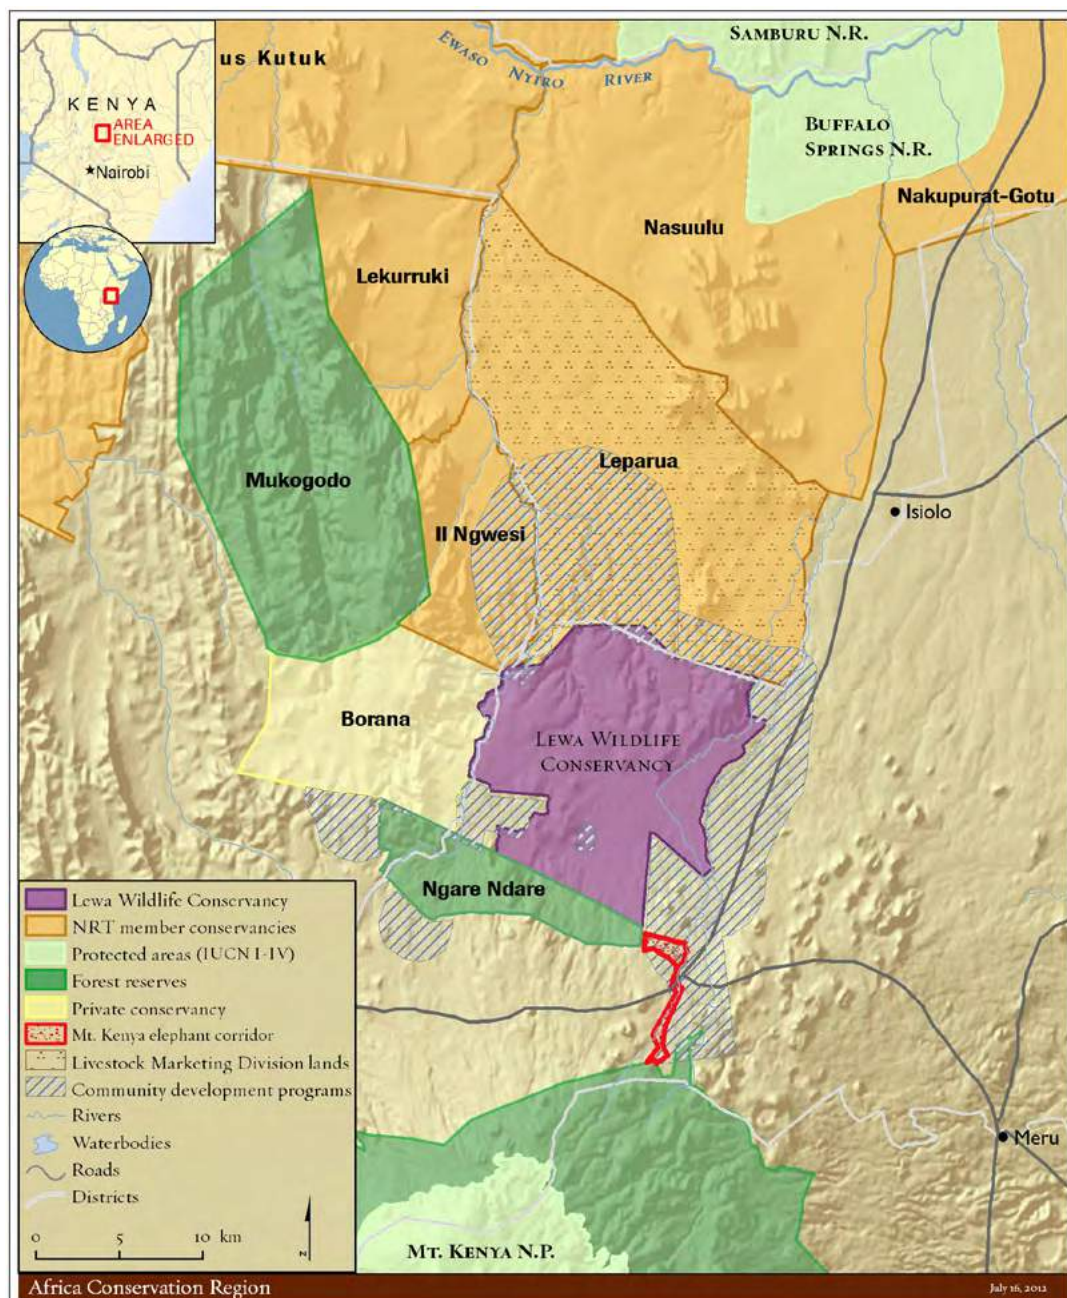 SAMBURU N.R.
us Kutuk
EWASO NYIRO RIVER
KENYA
AREA
ENLARGED
Nairobi
BUFFALO
SPRINGS N.R.
Nakupurat-Gotu
Nasuulu
Lekurruki
Leparua
Mukogodo
Isiolo
Il Ngwesi
Borana
LEWA WILDLIFE
CONSERVANCY
Ngare Ndare
Lewa Wildlife Conservancy
NRT member conservancies
Protected areas (IUCN I-IV)
Forest reserves
Private conservancy
Mt. Kenya elephant corridor
Livestock Marketing Division lands
Community development programs
Rivers
Waterbodies
Roads
Districts
Meru
0 5 10 km
N
MT. KENYA N.P.
Africa Conservation Region
July 16, 2012